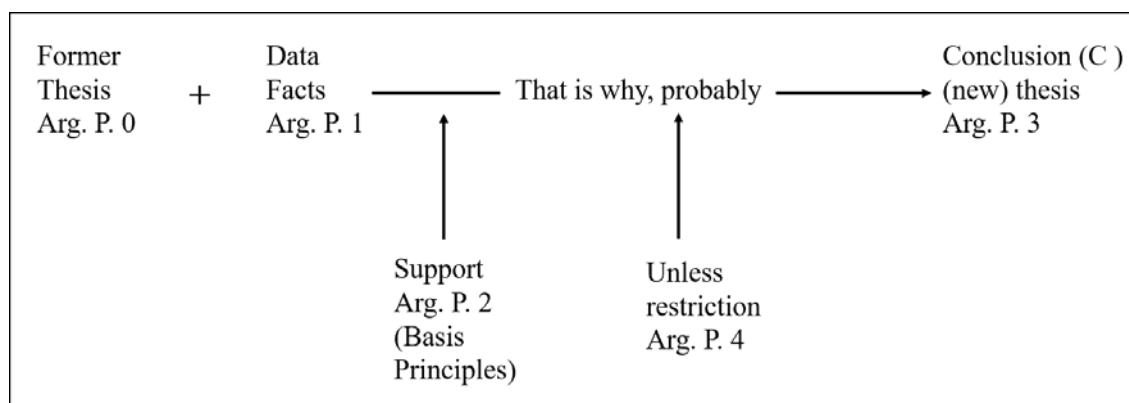 Former
Thesis
Arg. P. 0
+
Data
Facts
Arg. P. 1
That is why, probably
Conclusion (C )
(new) thesis
Arg. P. 3
Support
Arg. P. 2
(Basis
Principles)
Unless
restriction
Arg. P. 4